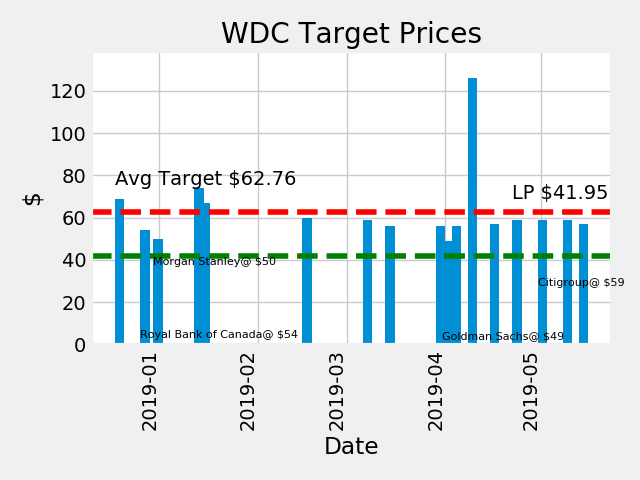 WDC Target Prices
120
100
80
60
40
20
0
$
Avg Target $62.76
LP $41.95
Morgan Stanley@ $50
Citigroup@ $59
Royal Bank of Canada@ $54
Goldman Sachs@ $49
2019-01
2019-02
2019-03
2019-04
2019-05
Date